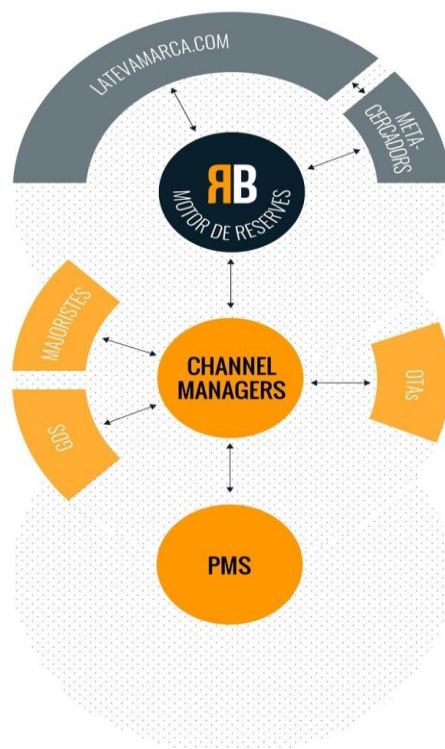 LATEVAMARCA.COM
META-
CERCADORS
RB
MOTOR DE RESERVES
MAJORISTES
CHANNEL
MANAGERS
OTAs
GDS
PMS